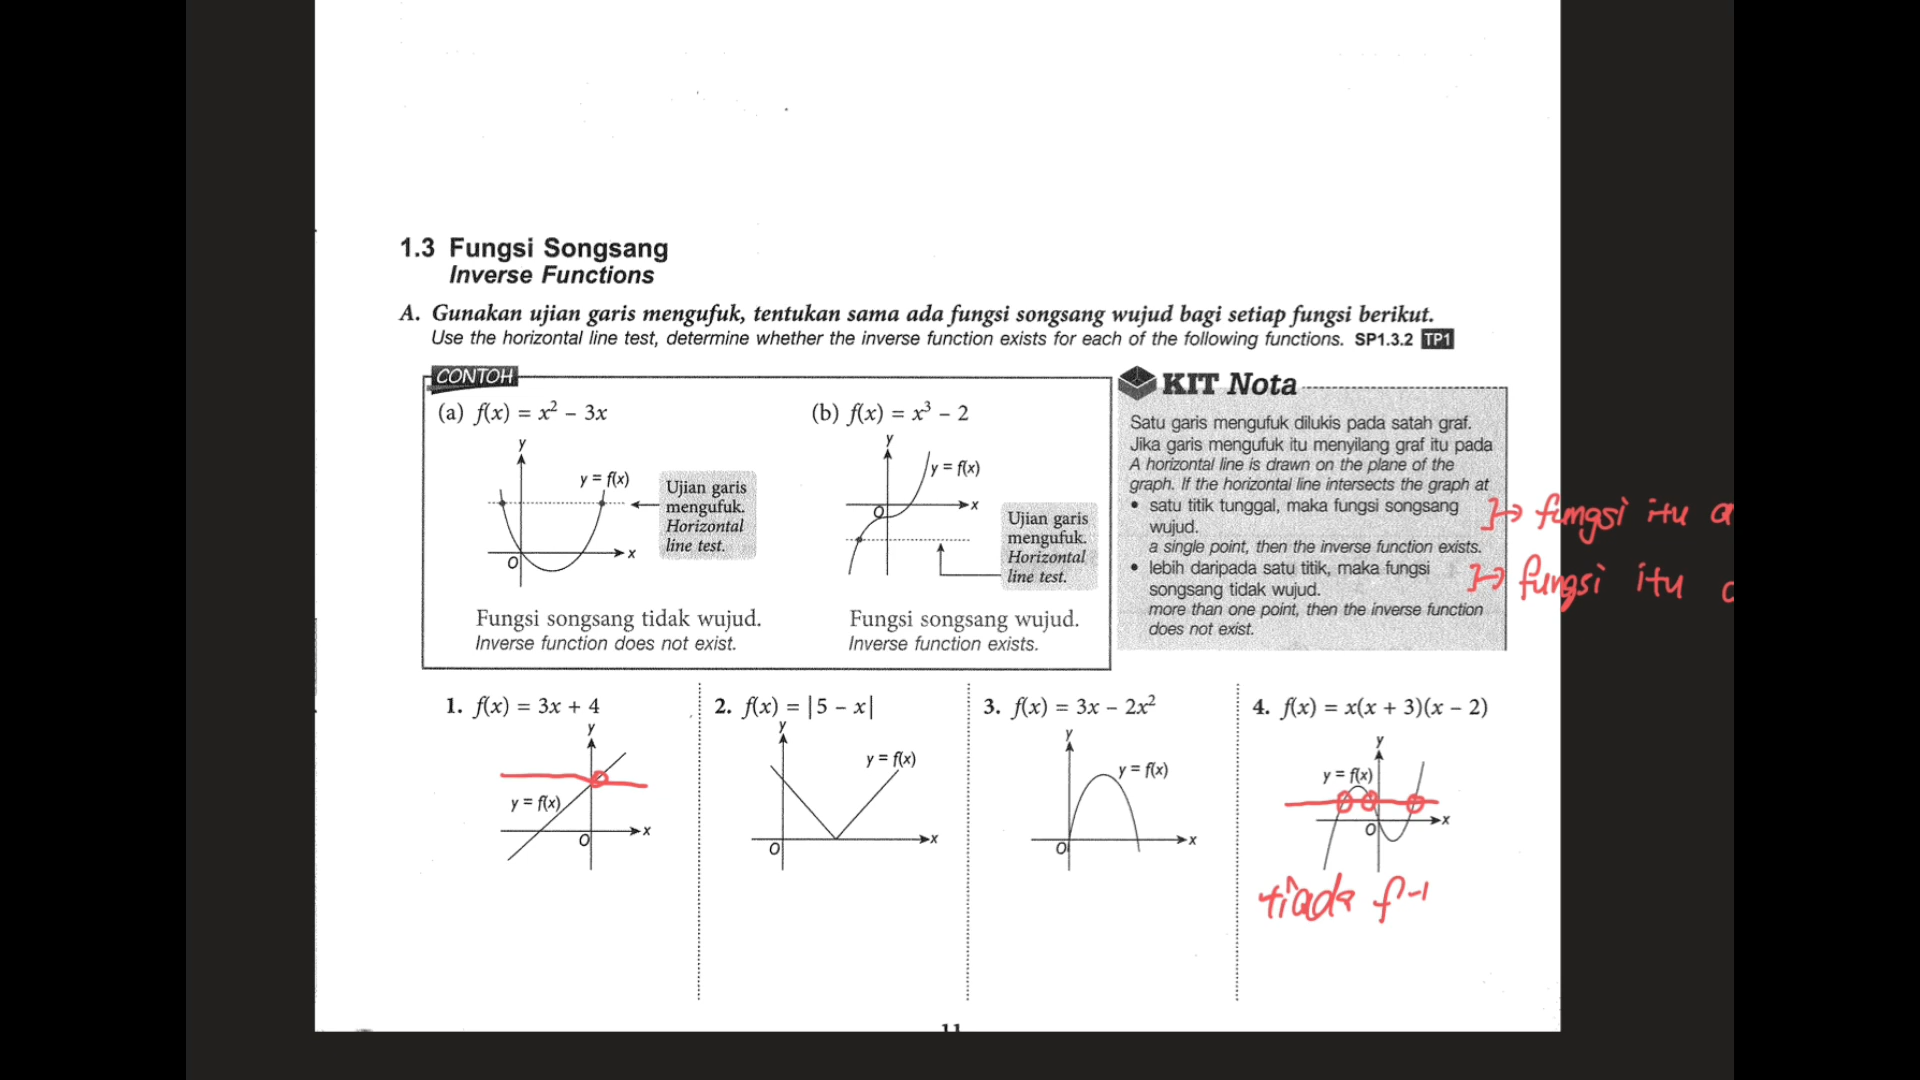 1.3 Fungsi Songsang
Inverse Functions
A. Gunakan ujian garis mengufuk, tentukan sama ada fungsi songsang wujud bagi setiap fungsi berikut.
Use the horizontal line test, determine whether the inverse function exists for each of the following functions. SP1.3.2 TP1
CONTOH
(a) f(x) = x² – 3x
y
y = f(x)
Ujian garis
mengufuk.
Horizontal
line test.
O
x
Fungsi songsang tidak wujud.
Inverse function does not exist.
(b) f(x) = x³ – 2
y
y = f(x)
O
x
Ujian garis
mengufuk.
Horizontal
line test.
Fungsi songsang wujud.
Inverse function exists.
KIT Nota
Satu garis mengufuk dilukis pada satah graf.
Jika garis mengufuk itu menyilang graf itu pada
A horizontal line is drawn on the plane of the
graph. If the horizontal line intersects the graph at
• satu titik tunggal, maka fungsi songsang
wujud.
a single point, then the inverse function exists.
• lebih daripada satu titik, maka fungsi
songsang tidak wujud.
more than one point, then the inverse function
does not exist.
fungsi itu
fungsi itu
1. f(x) = 3x + 4
y
y = f(x)
O
x
2. f(x) = |5 – x|
y
y = f(x)
O
x
3. f(x) = 3x – 2x²
y
y = f(x)
O
x
4. f(x) = x(x + 3)(x – 2)
y
y = f(x)
O
x
tiada f-1